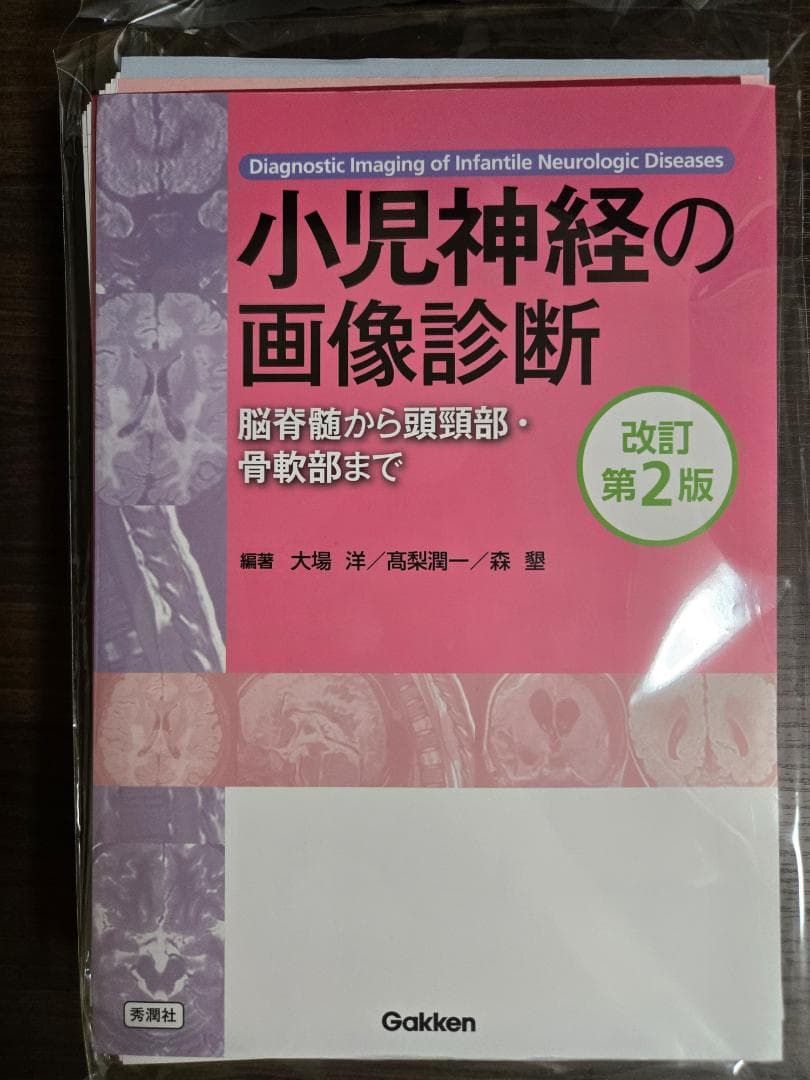 Diagnostic Imaging of Infantile Neurologic Diseases
小児神経の
画像診断
脳脊髄から頭頸部・
骨軟部まで
改訂
第2版
編著 大場 洋／髙梨潤一／森 墾
秀潤社
Gakken